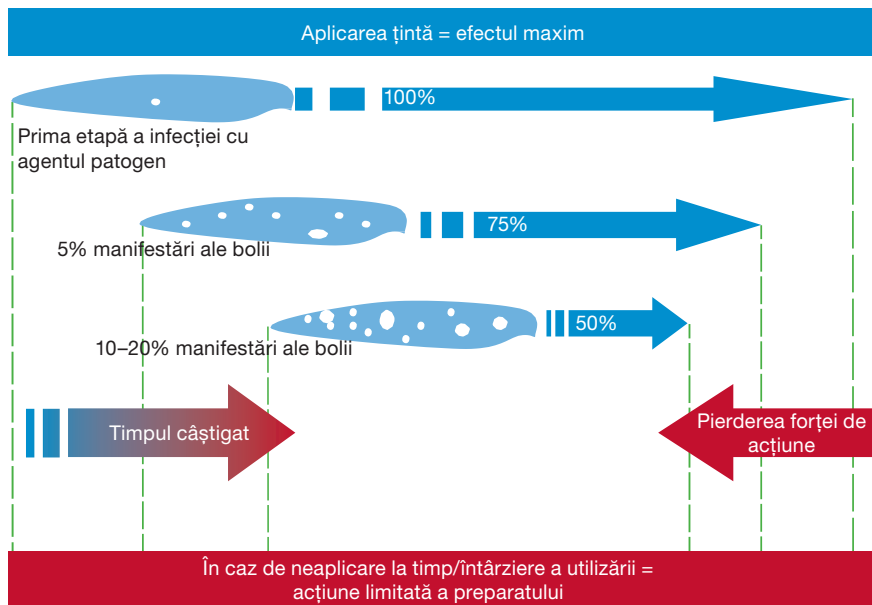 Aplicarea țintă = efectul maxim
100%
Prima etapă a infecției cu
agentul patogen
75%
5% manifestări ale bolii
50%
10–20% manifestări ale bolii
Timpul câștigat
Pierderea forței de
acțiune
În caz de neaplicare la timp/întârziere a utilizării =
acțiune limitată a preparatului